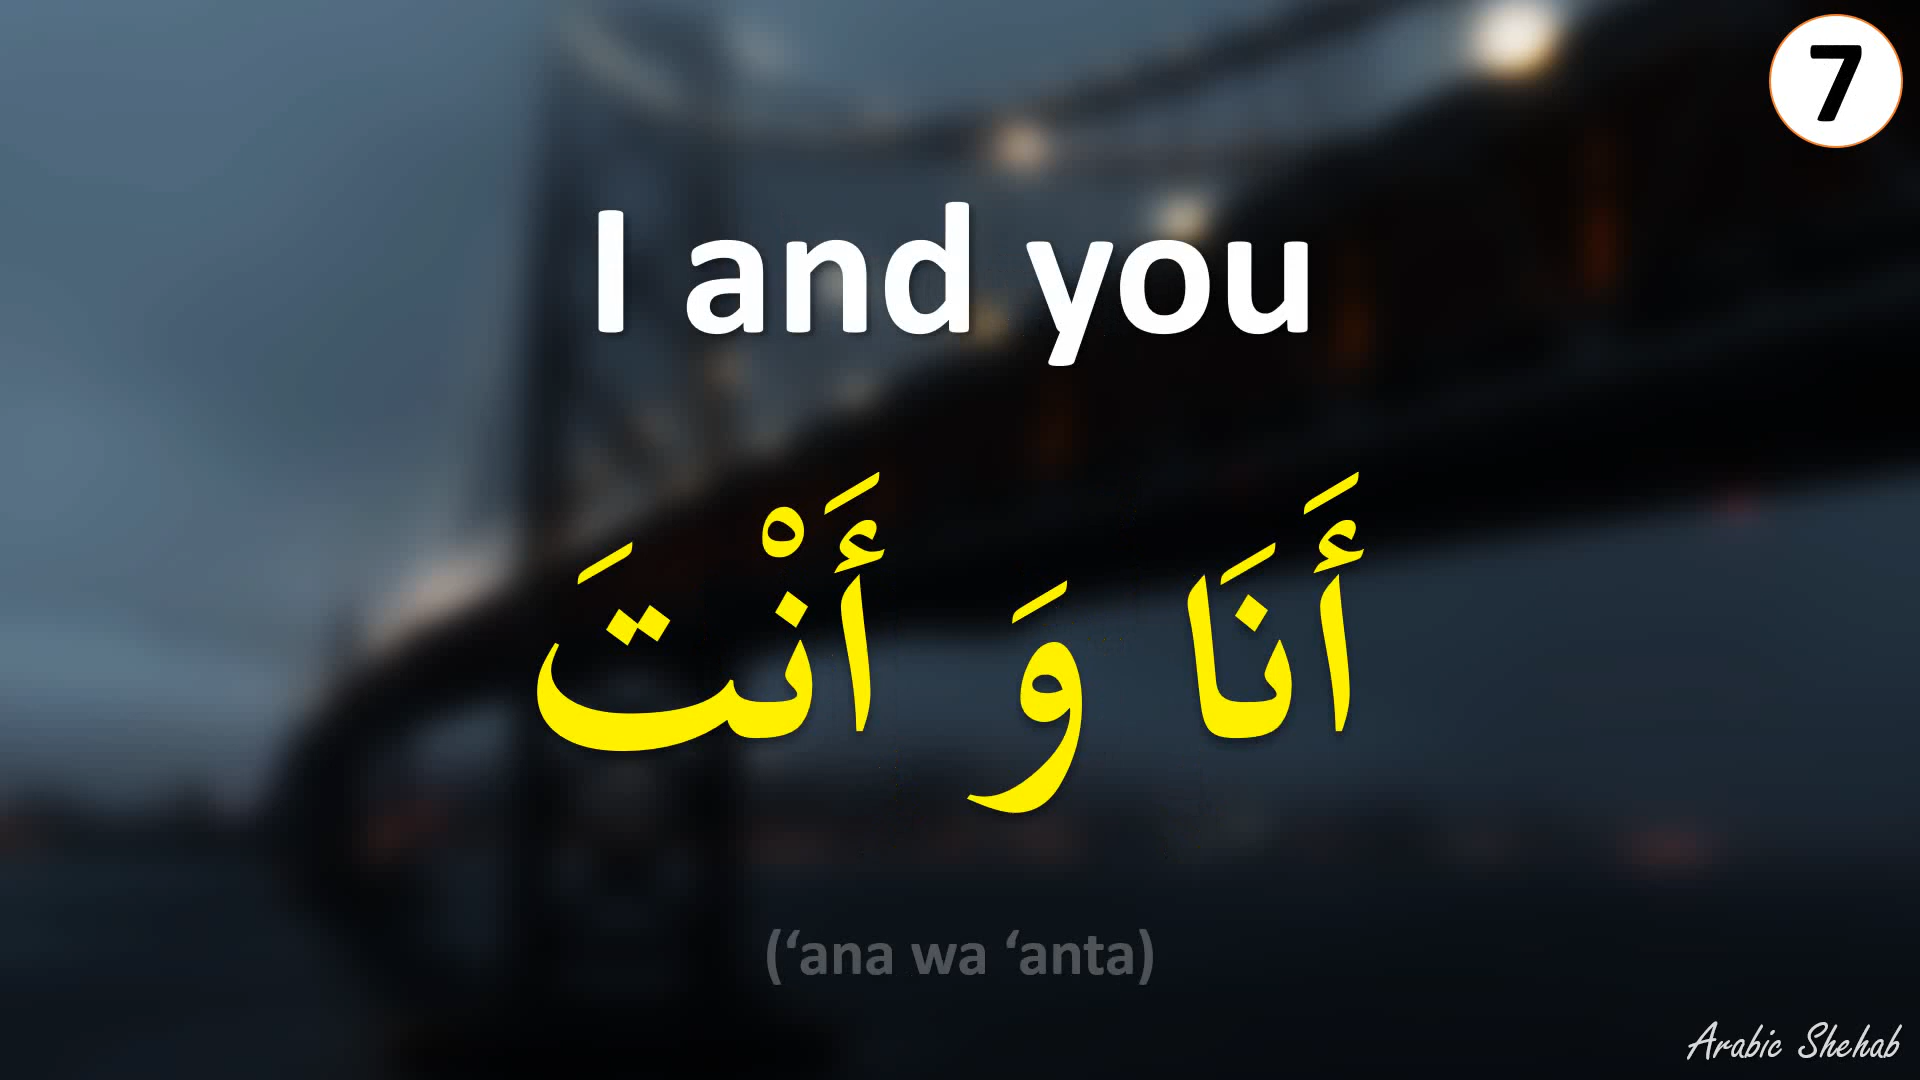 7
I and you
أَنَا وَ أَنْتَ
(‘ana wa ‘anta)
Arabic Shehab